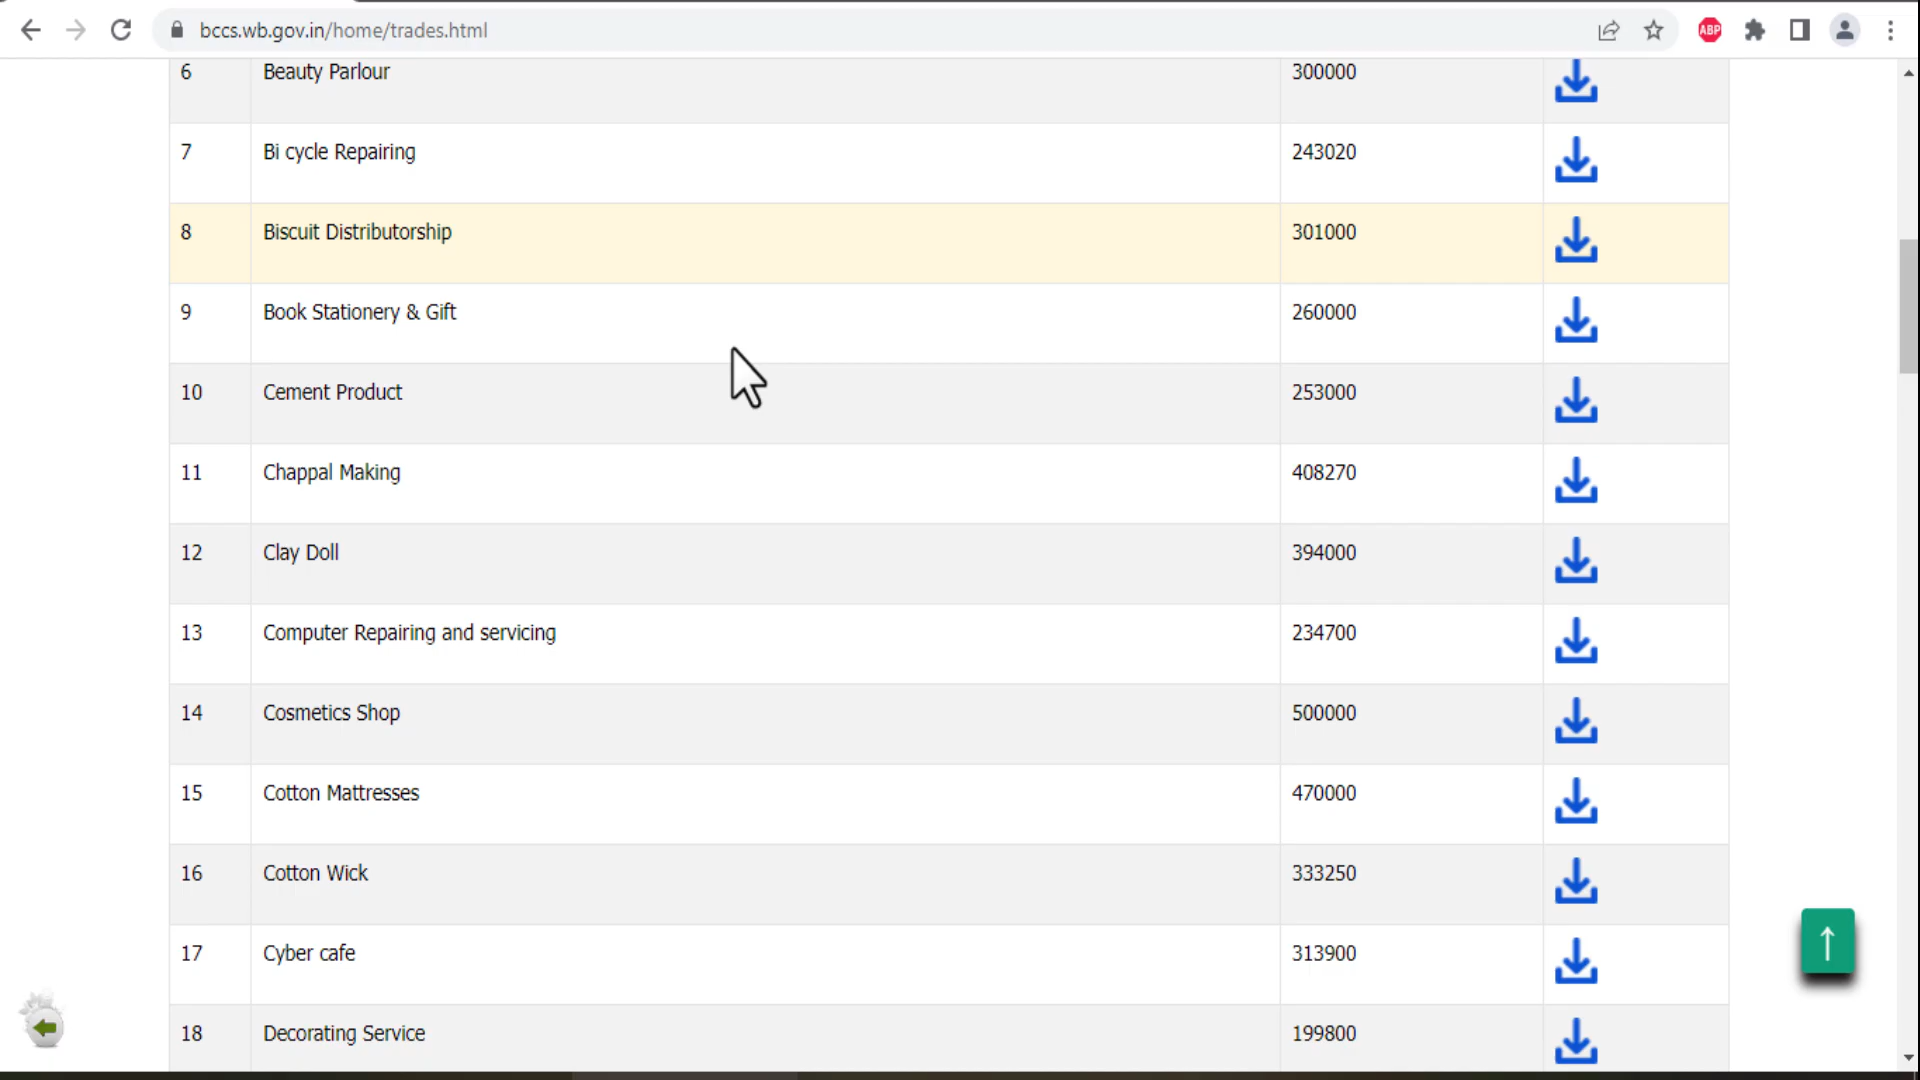 bccs.wb.gov.in/home/trades.html
ABP
6 Beauty Parlour 300000
7 Bi cycle Repairing 243020
8 Biscuit Distributorship 301000
9 Book Stationery & Gift 260000
10 Cement Product 253000
11 Chappal Making 408270
12 Clay Doll 394000
13 Computer Repairing and servicing 234700
14 Cosmetics Shop 500000
15 Cotton Mattresses 470000
16 Cotton Wick 333250
17 Cyber cafe 313900
18 Decorating Service 199800